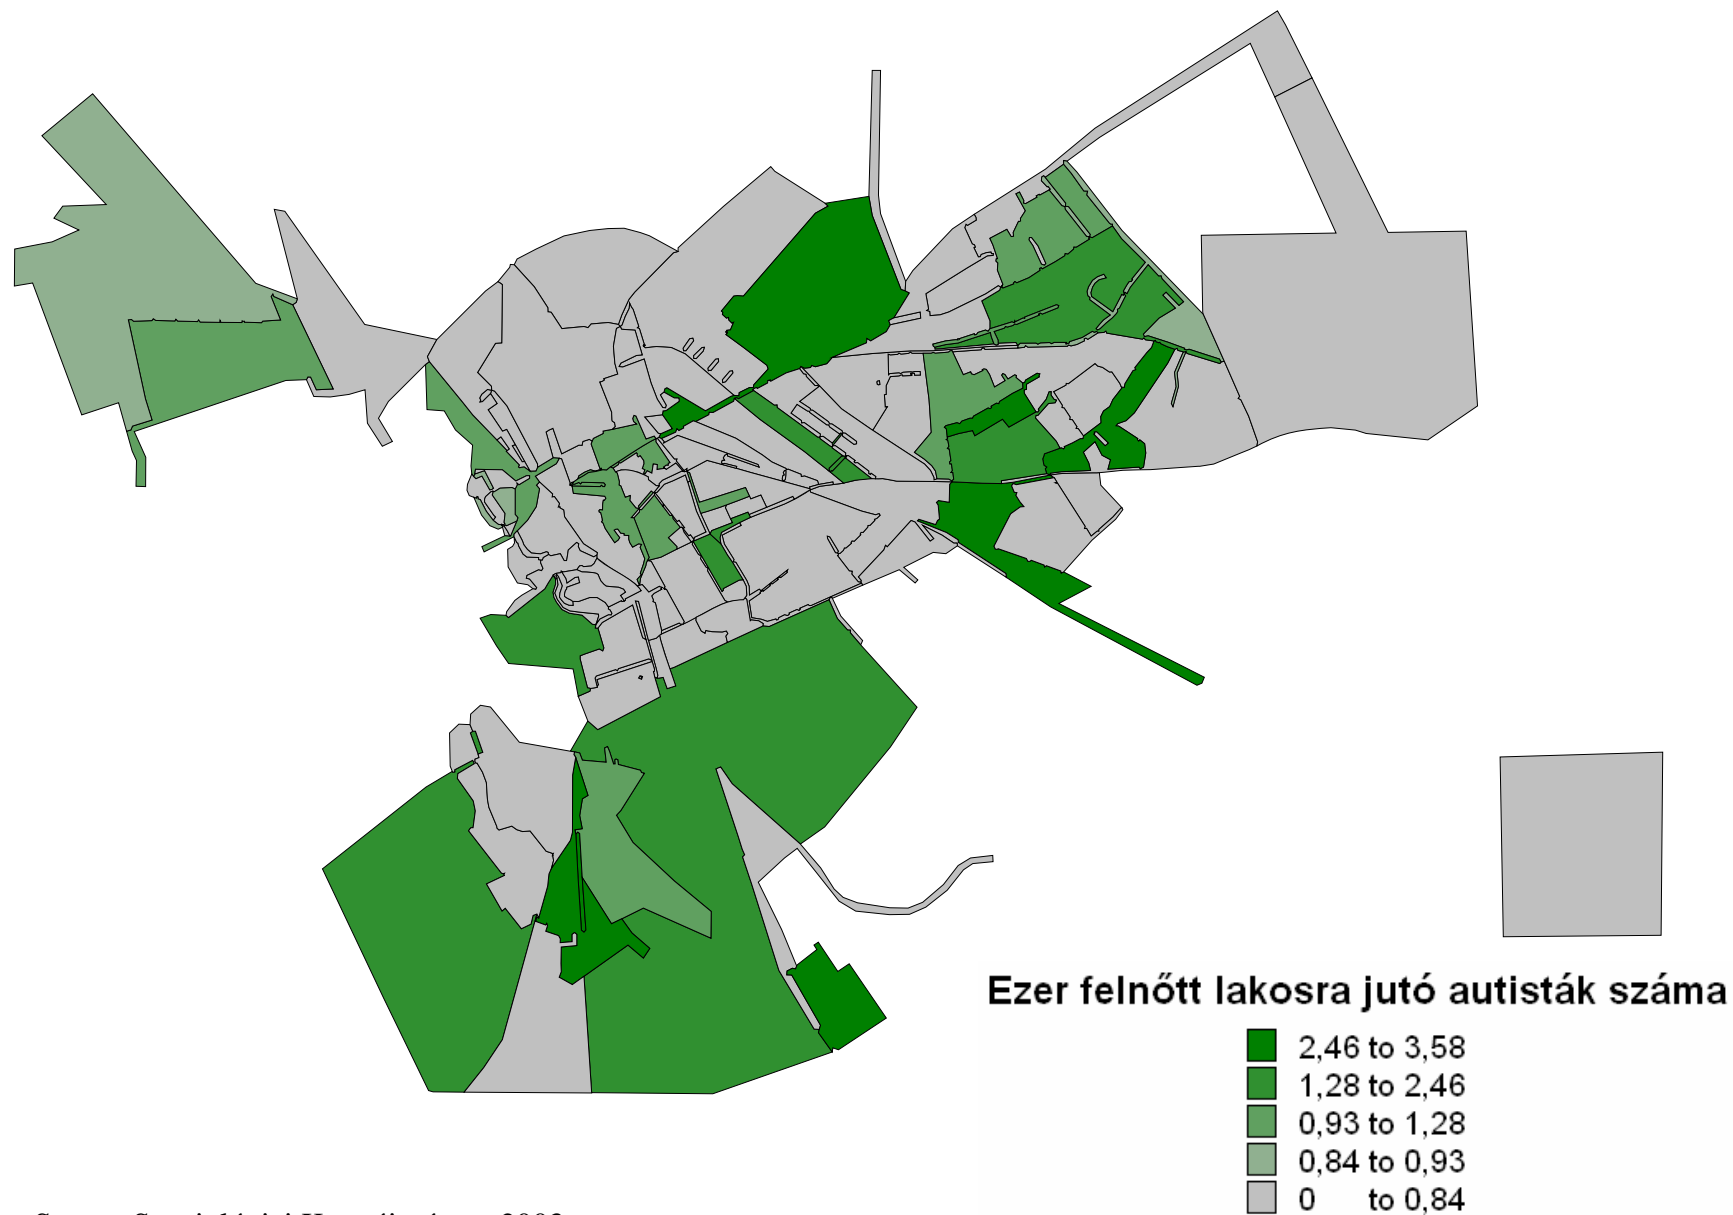 Ezer felnőtt lakosra jutó autisták száma
2,46 to 3,58
1,28 to 2,46
0,93 to 1,28
0,84 to 0,93
0 to 0,84